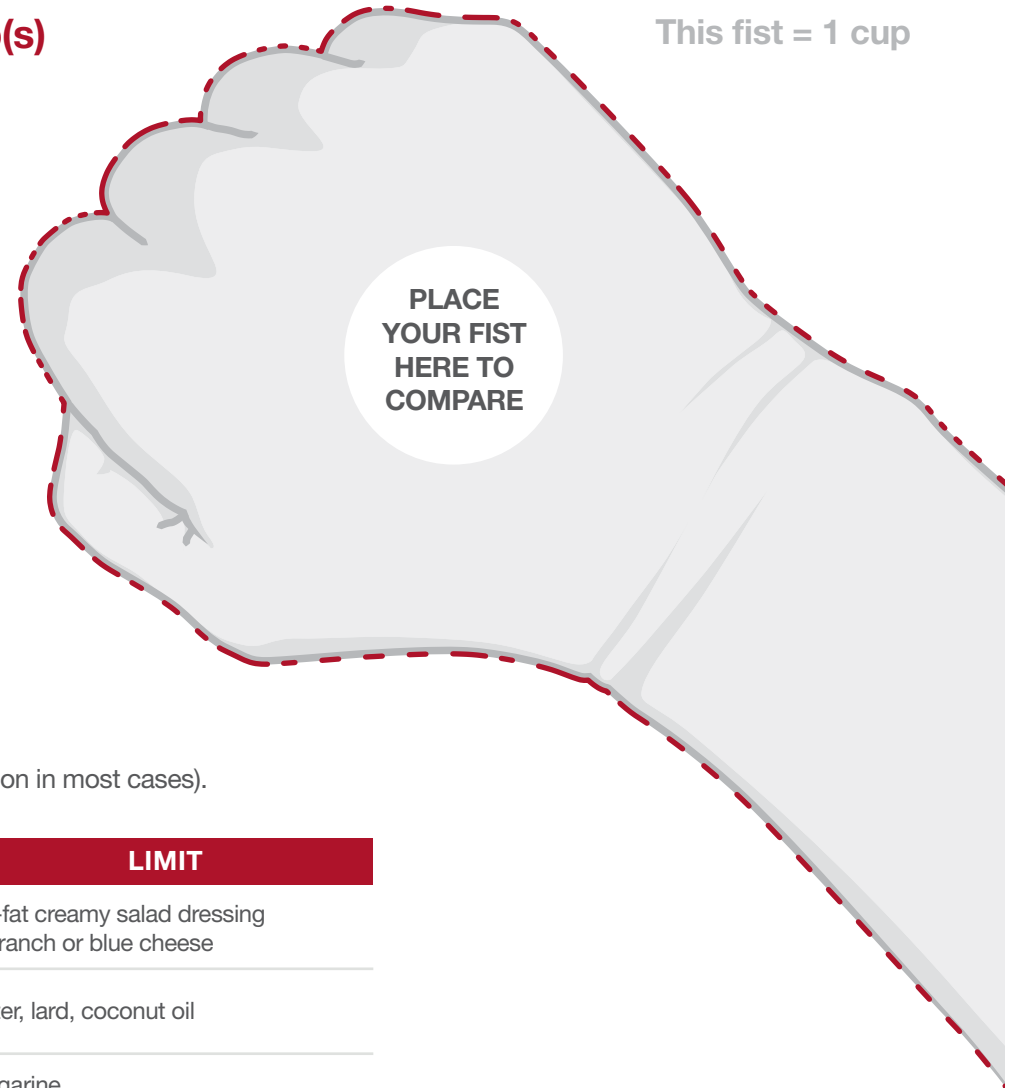 (s)
This fist = 1 cup
PLACE
YOUR FIST
HERE TO
COMPARE
on in most cases).
LIMIT
-fat creamy salad dressing
ranch or blue cheese
er, lard, coconut oil
garine